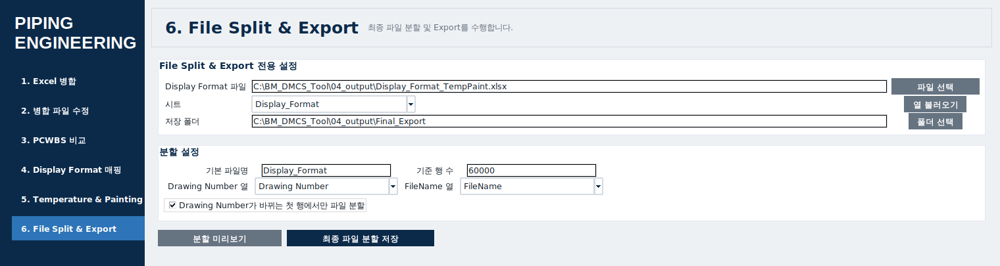 PIPING
ENGINEERING
1. Excel 병합
2. 병합 파일 수정
3. PCWBS 비교
4. Display Format 매핑
5. Temperature & Painting
6. File Split & Export
6. File Split & Export 최종 파일 분할 및 Export를 수행합니다.
File Split & Export 전용 설정
Display Format 파일 C:\BM_DMCS_Tool\04_output\Display_Format_TempPaint.xlsx 파일 선택
시트 Display_Format 열 불러오기
저장 폴더 C:\BM_DMCS_Tool\04_output\Final_Export 폴더 선택
분할 설정
기본 파일명 Display_Format 기준 행 수 60000
Drawing Number 열 Drawing Number FileName 열 FileName
Drawing Number가 바뀌는 첫 행에서만 파일 분할
분할 미리보기 최종 파일 분할 저장